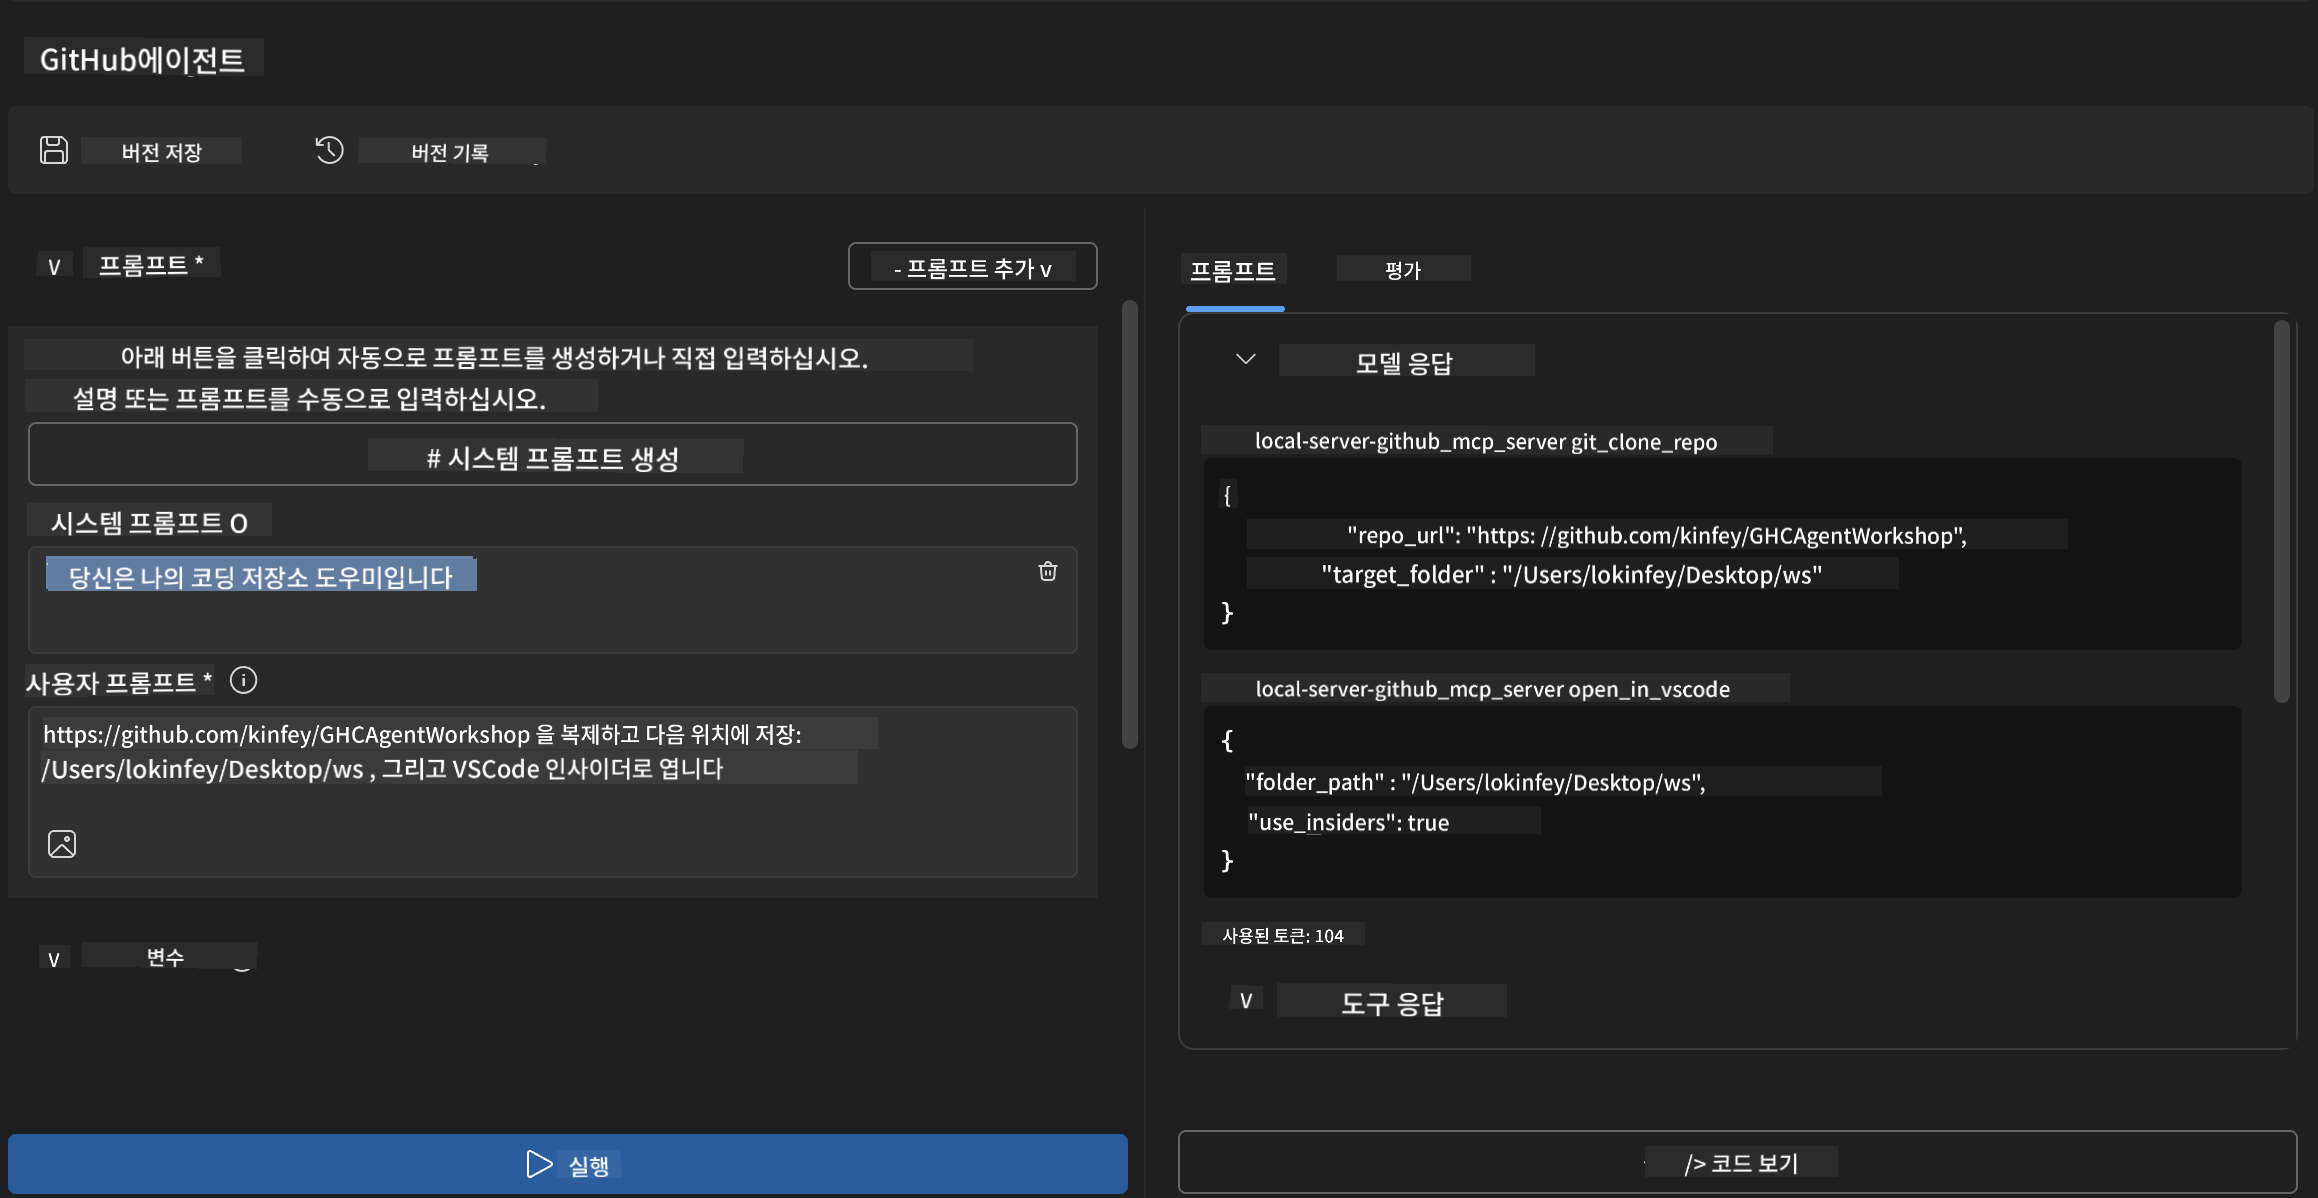 GitHub에이전트
버전 저장
버전 기록
v 프롬프트 *
- 프롬프트 추가 v
아래 버튼을 클릭하여 자동으로 프롬프트를 생성하거나 직접 입력하십시오.
설명 또는 프롬프트를 수동으로 입력하십시오.
# 시스템 프롬프트 생성
시스템 프롬프트 O
당신은 나의 코딩 저장소 도우미입니다
사용자 프롬프트 *
https://github.com/kinfey/GHCAgentWorkshop 을 복제하고 다음 위치에 저장:
/Users/lokinfey/Desktop/ws , 그리고 VSCode 인사이더로 엽니다
v 변수
실행
프롬프트
평가
모델 응답
local-server-github_mcp_server git_clone_repo
{
"repo_url": "https: //github.com/kinfey/GHCAgentWorkshop",
"target_folder" : "/Users/lokinfey/Desktop/ws"
}
local-server-github_mcp_server open_in_vscode
{
"folder_path" : "/Users/lokinfey/Desktop/ws",
"use_insiders": true
}
사용된 토큰: 104
v 도구 응답
/> 코드 보기